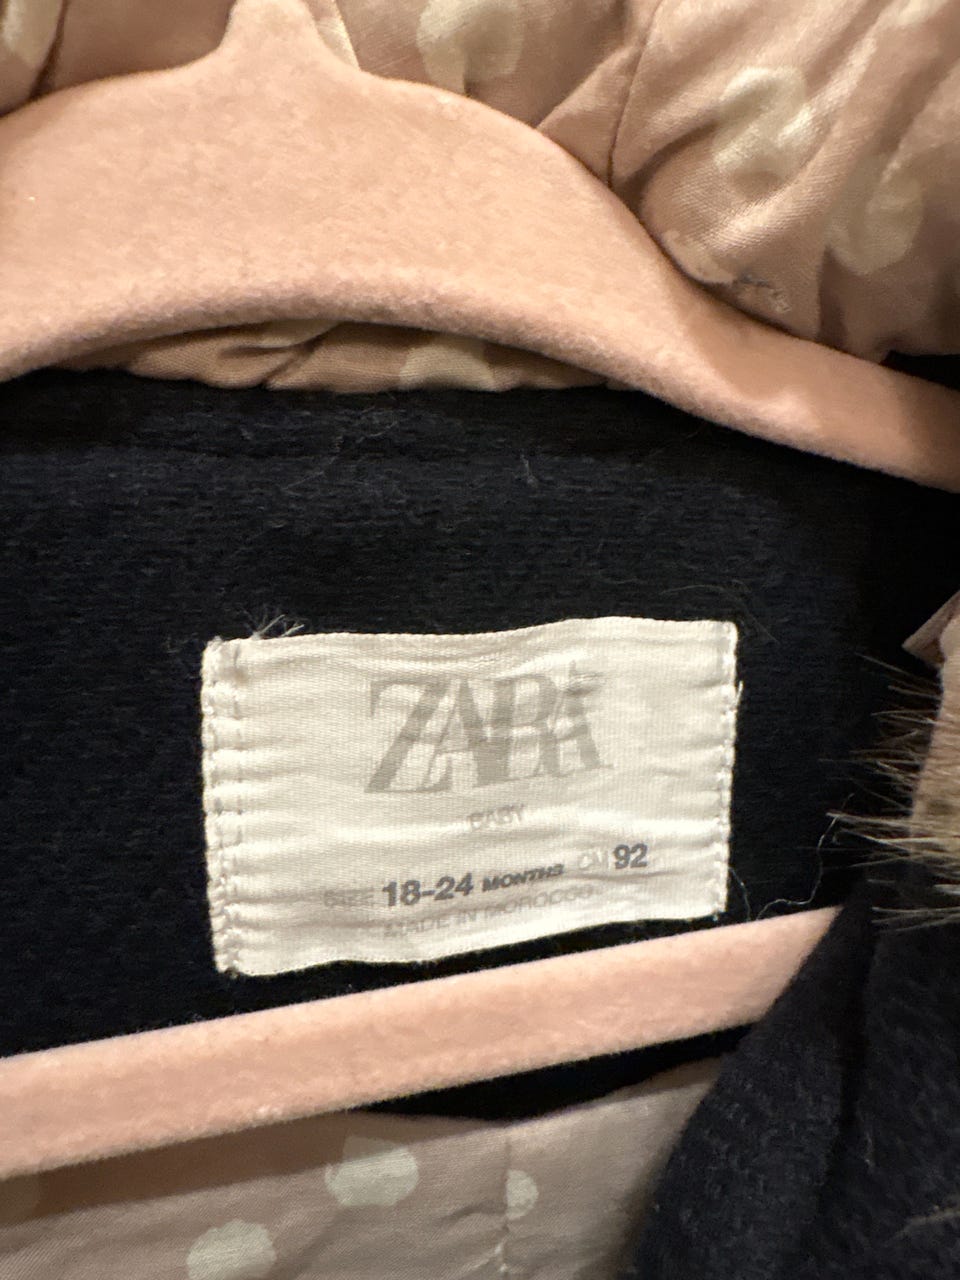 ZARA
BABY
SIZE 18-24 MONTHS CM 92
MADE IN MOROCCO